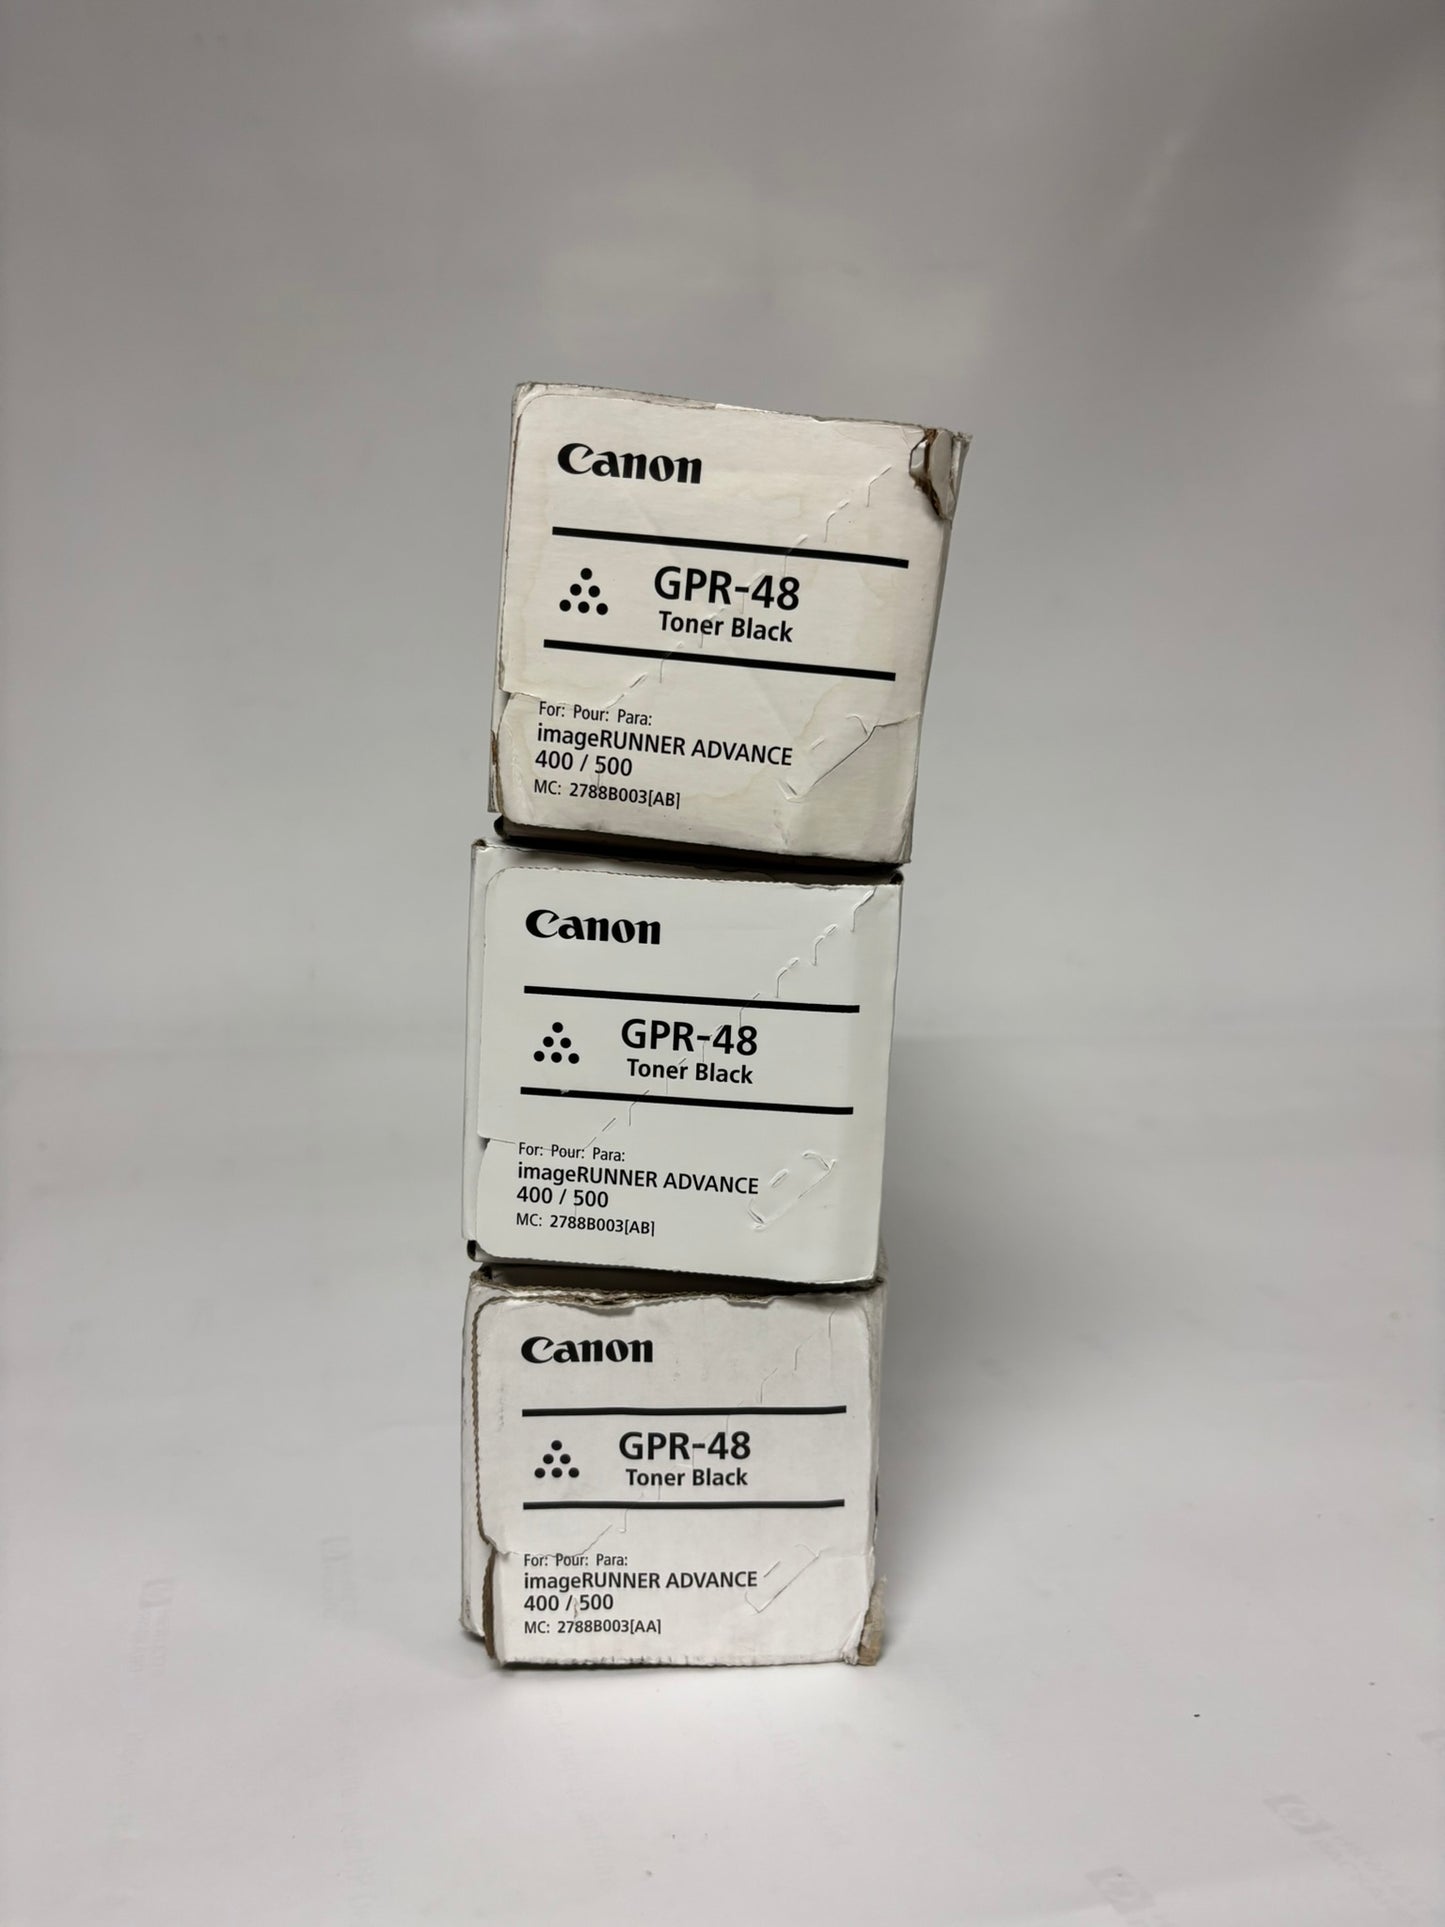 Canon
GPR-48
Toner Black
For: Pour: Para:
imageRUNNER ADVANCE
400 / 500
MC: 2788B003[AB]
Canon
GPR-48
Toner Black
For: Pour: Para:
imageRUNNER ADVANCE
400 / 500
MC: 2788B003[AB]
Canon
GPR-48
Toner Black
For: Pour: Para:
imageRUNNER ADVANCE
400 / 500
MC: 2788B003[AA]